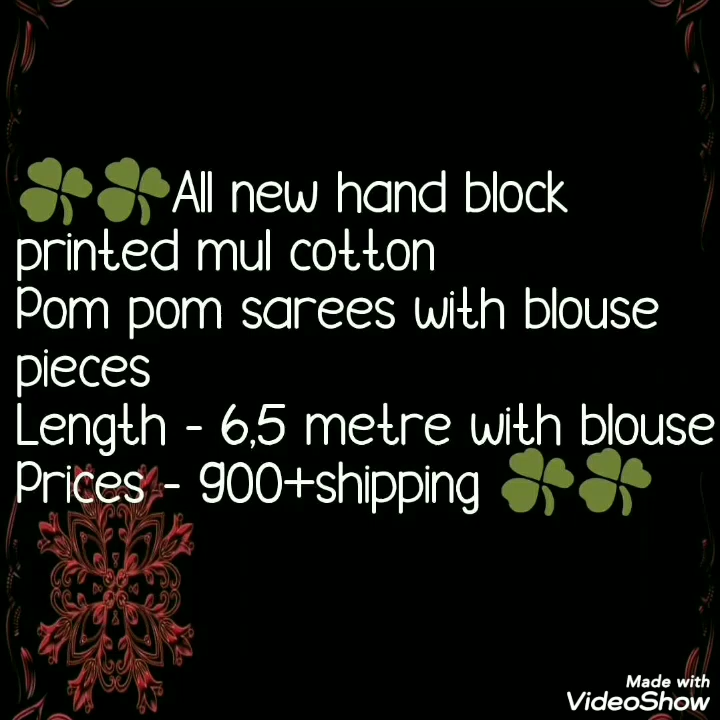 ☘☘All new hand block
printed mul cotton
Pom pom sarees with blouse
pieces
Length - 6,5 metre with blouse
Prices - 900+shipping ☘☘
Made with
VideoShow